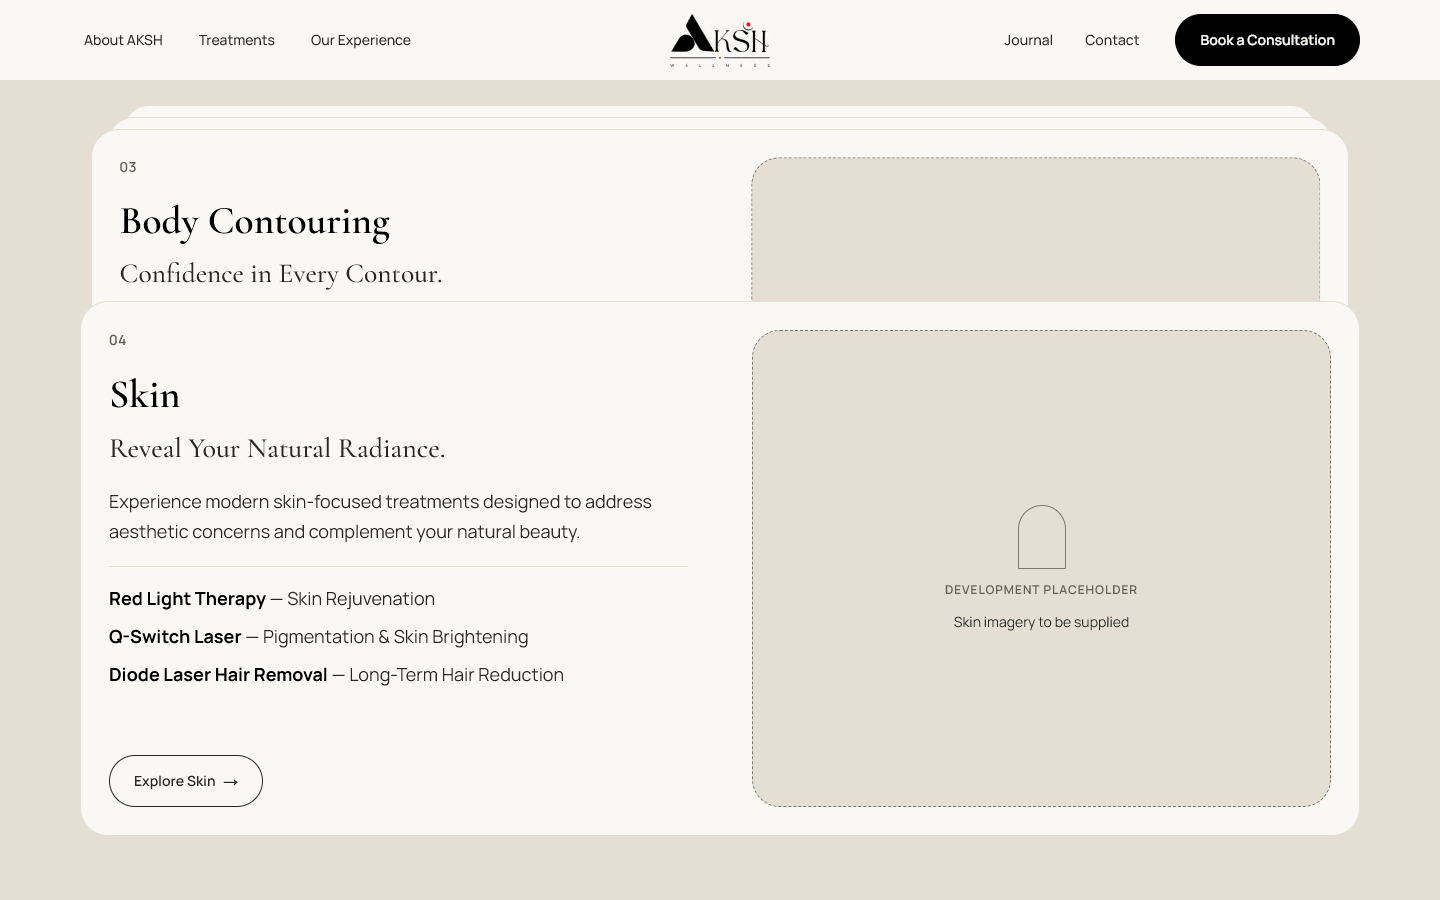 About AKSH
Treatments
Our Experience
AKSH
WELLNESS
Journal
Contact
Book a Consultation
03
Body Contouring
Confidence in Every Contour.
04
Skin
Reveal Your Natural Radiance.
Experience modern skin-focused treatments designed to address
aesthetic concerns and complement your natural beauty.
Red Light Therapy — Skin Rejuvenation
Q-Switch Laser — Pigmentation & Skin Brightening
Diode Laser Hair Removal — Long-Term Hair Reduction
Explore Skin →
DEVELOPMENT PLACEHOLDER
Skin imagery to be supplied